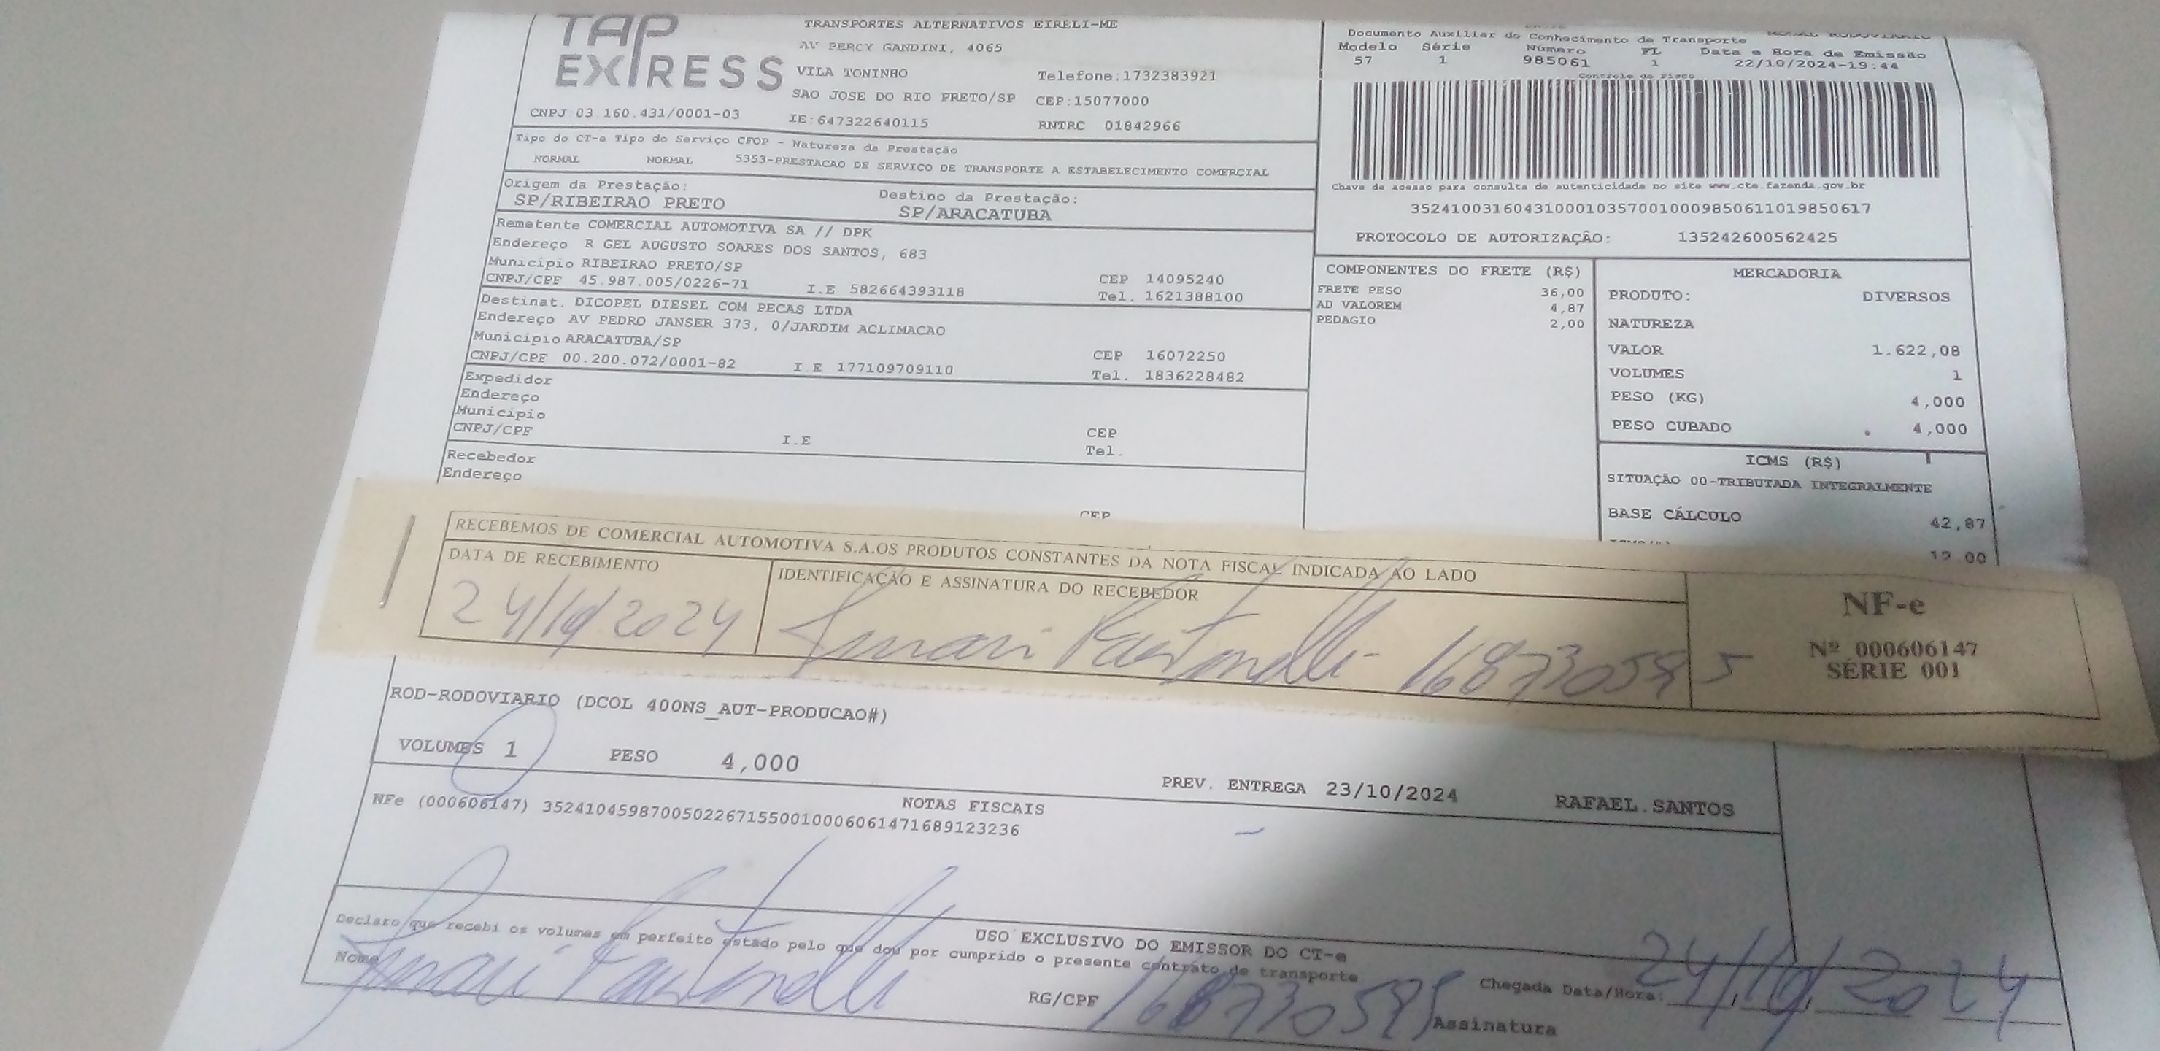 TAP EXPRESS
TRANSPORTES ALTERNATIVOS EIRELI-ME
AV PERCY GANDINI, 4065
VILA TONINHO Telefone:1732383921
SAO JOSE DO RIO PRETO/SP CEP:15077000
CNPJ 03.160.431/0001-03 IE:647322640115 RNTRC 01842966
Tipo do CT-e Tipo do Serviço CFOP - Natureza da Prestação
NORMAL NORMAL 5353-PRESTACAO DE SERVICO DE TRANSPORTE A ESTABELECIMENTO COMERCIAL
Origem da Prestação: Destino da Prestação:
SP/RIBEIRAO PRETO SP/ARACATUBA
Remetente COMERCIAL AUTOMOTIVA SA // DPK
Endereço R GEL AUGUSTO SOARES DOS SANTOS, 683
Município RIBEIRAO PRETO/SP CEP 14095240
CNPJ/CPF 45.987.005/0226-71 I.E 582664393118 Tel. 1621388100
Destinat. DICOPEL DIESEL COM PECAS LTDA
Endereço AV PEDRO JANSER 373, 0/JARDIM ACLIMACAO
Município ARACATUBA/SP CEP 16072250
CNPJ/CPF 00.200.072/0001-82 I.E 177109709110 Tel. 1836228482
Expedidor
Endereço
Município CEP
CNPJ/CPF I.E Tel.
Recebedor
Endereço
CEP
Documento Auxiliar do Conhecimento de Transporte
Modelo Série Número FL Data e Hora de Emissão
57 1 985061 1 22/10/2024-19:44
Controle do Fisco
Chave de acesso para consulta de autenticidade no site www.cte.fazenda.gov.br
35241003160431000103570010009850611019850617
PROTOCOLO DE AUTORIZAÇÃO: 135242600562425
COMPONENTES DO FRETE (R$)
FRETE PESO 36,00
AD VALOREM 4,87
PEDAGIO 2,00
MERCADORIA
PRODUTO: DIVERSOS
NATUREZA
VALOR 1.622,08
VOLUMES 1
PESO (KG) 4,000
PESO CUBADO 4,000
ICMS (R$)
SITUAÇÃO 00-TRIBUTADA INTEGRALMENTE
BASE CÁLCULO 42,87
12,00
RECEBEMOS DE COMERCIAL AUTOMOTIVA S.A.OS PRODUTOS CONSTANTES DA NOTA FISCAL INDICADA AO LADO
DATA DE RECEBIMENTO IDENTIFICAÇÃO E ASSINATURA DO RECEBEDOR
24/10/2024 168730595
NF-e
Nº 000606147
SÉRIE 001
ROD-RODOVIARIO (DCOL 400NS_AUT-PRODUCAO#)
VOLUMES 1 PESO 4,000 PREV. ENTREGA 23/10/2024 RAFAEL.SANTOS
NOTAS FISCAIS
NFe (000606147) 35241045987005022671550010006061471689123236
USO EXCLUSIVO DO EMISSOR DO CT-e
Declaro que recebi os volumes em perfeito estado pelo que dou por cumprido o presente contrato de transporte
Nome RG/CPF 168730595 Chegada Data/Hora: 24/10/2024
Assinatura